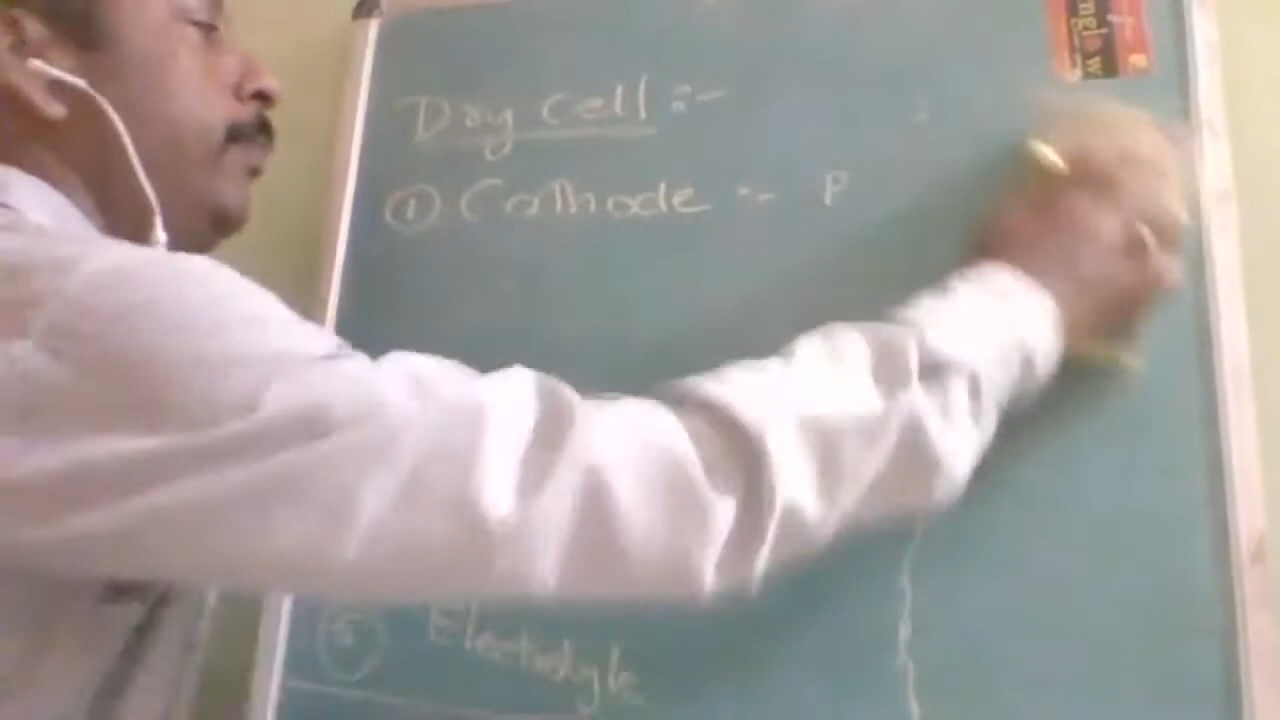 Dry Cell :-
① Cathode :- P
⑤ Electrolyte